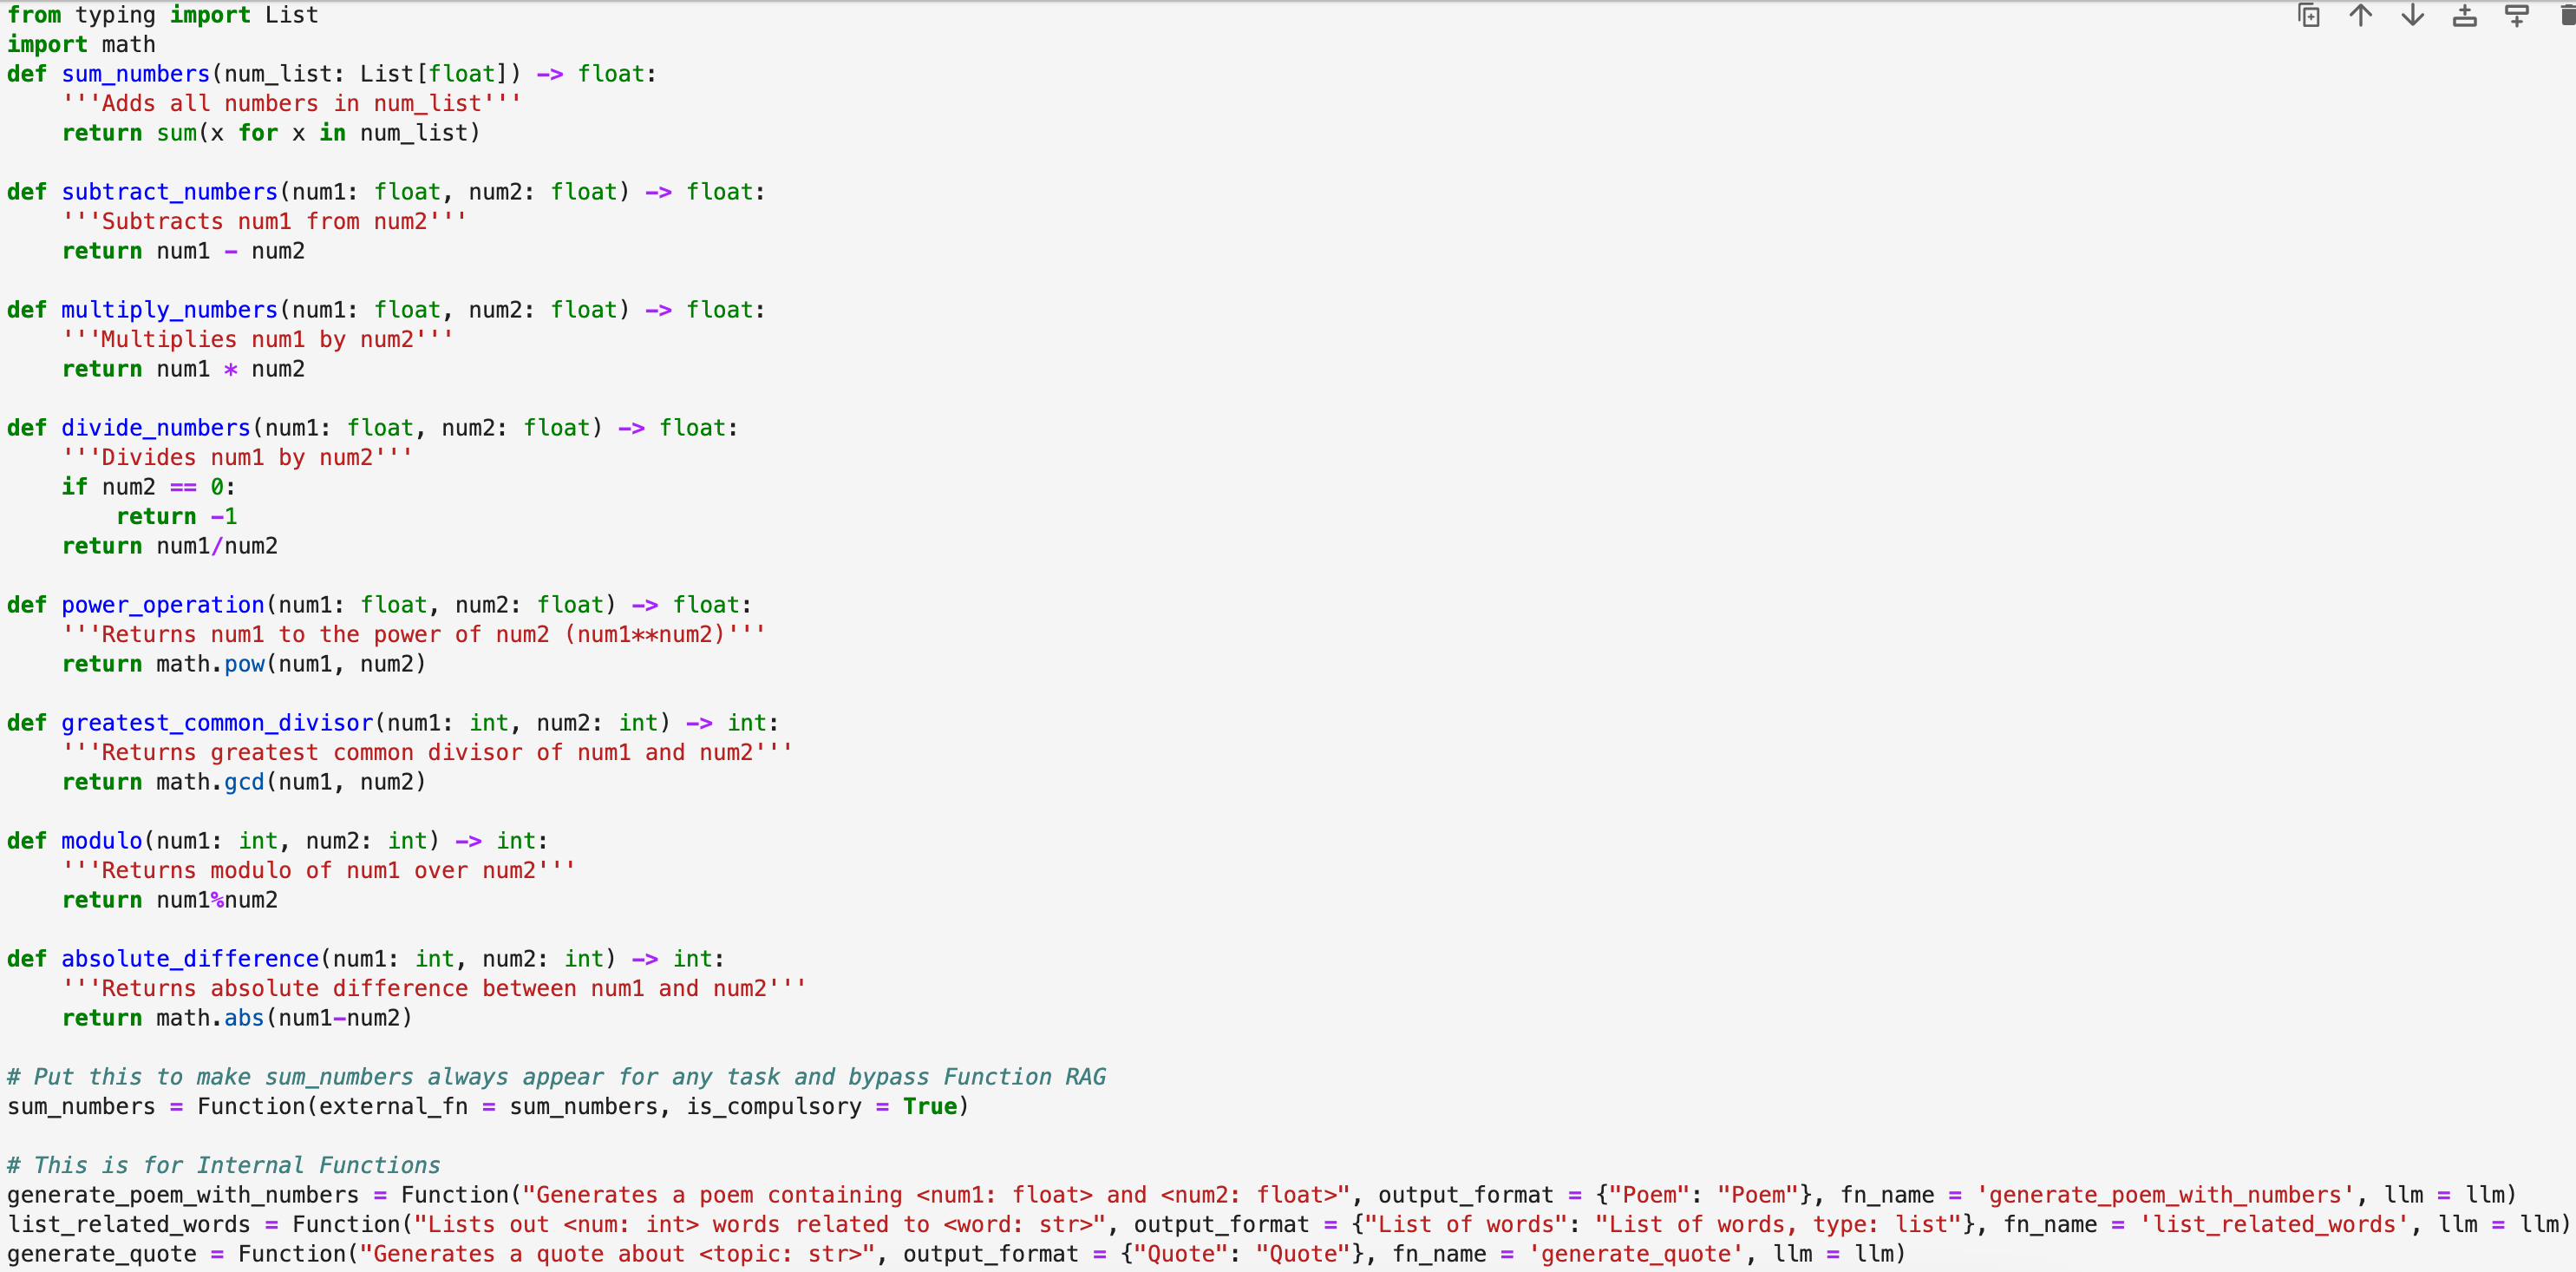 from typing import List
import math
def sum_numbers(num_list: List[float]) -> float:
    '''Adds all numbers in num_list'''
    return sum(x for x in num_list)

def subtract_numbers(num1: float, num2: float) -> float:
    '''Subtracts num1 from num2'''
    return num1 - num2

def multiply_numbers(num1: float, num2: float) -> float:
    '''Multiplies num1 by num2'''
    return num1 * num2

def divide_numbers(num1: float, num2: float) -> float:
    '''Divides num1 by num2'''
    if num2 == 0:
        return -1
    return num1/num2

def power_operation(num1: float, num2: float) -> float:
    '''Returns num1 to the power of num2 (num1**num2)'''
    return math.pow(num1, num2)

def greatest_common_divisor(num1: int, num2: int) -> int:
    '''Returns greatest common divisor of num1 and num2'''
    return math.gcd(num1, num2)

def modulo(num1: int, num2: int) -> int:
    '''Returns modulo of num1 over num2'''
    return num1%num2

def absolute_difference(num1: int, num2: int) -> int:
    '''Returns absolute difference between num1 and num2'''
    return math.abs(num1-num2)

# Put this to make sum_numbers always appear for any task and bypass Function RAG
sum_numbers = Function(external_fn = sum_numbers, is_compulsory = True)

# This is for Internal Functions
generate_poem_with_numbers = Function("Generates a poem containing <num1: float> and <num2: float>", output_format = {"Poem": "Poem"}, fn_name = 'generate_poem_with_numbers', llm = llm)
list_related_words = Function("Lists out <num: int> words related to <word: str>", output_format = {"List of words": "List of words, type: list"}, fn_name = 'list_related_words', llm = llm)
generate_quote = Function("Generates a quote about <topic: str>", output_format = {"Quote": "Quote"}, fn_name = 'generate_quote', llm = llm)